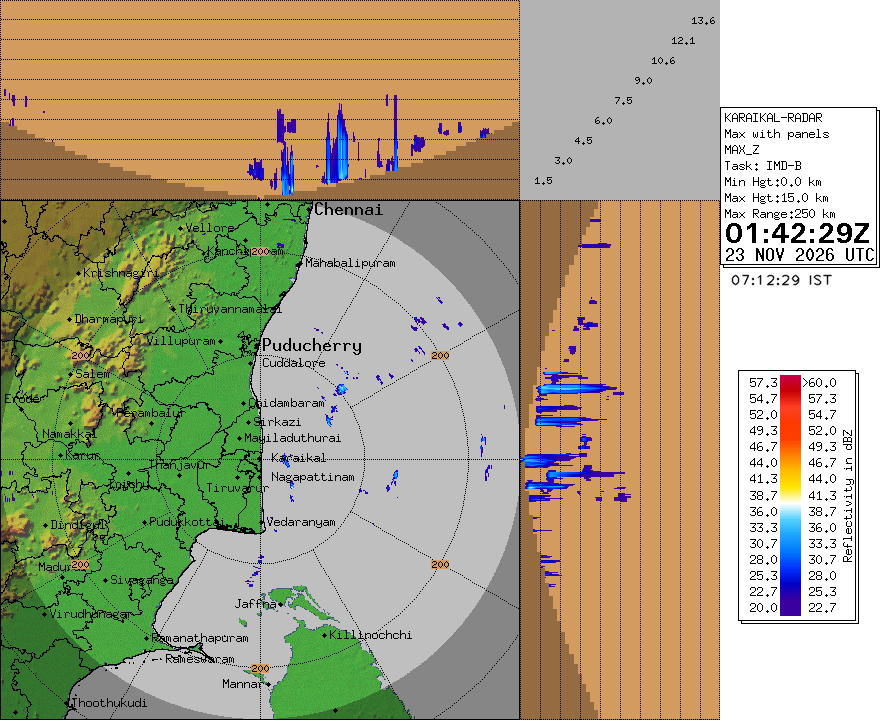 13.6
12.1
10.6
9.0
7.5
6.0
4.5
3.0
1.5
KARAIKAL-RADAR
Max with panels
MAX_Z
Task: IMD-B
Min Hgt:0.0 km
Max Hgt:15.0 km
Max Range:250 km
01:42:29Z
23 NOV 2026 UTC
07:12:29 IST
Chennai
Vellore
Kanchipuram
200
Mahabalipuram
Krishnagiri
Thiruvannamalai
Dharmapuri
Villupuram
Puducherry
200
200
Cuddalore
Salem
Erode
Chidambaram
Perambalur
Sirkazi
Namakkal
Mayiladuthurai
Karur
Karaikal
Thanjavur
Nagapattinam
Tiruvarur
Dindigul
Pudukkottai
Vedaranyam
Madurai
200
200
Sivaganga
Jaffna
Virudhunagar
Ramanathapuram
Killinochchi
Rameswaram
200
Mannar
Thoothukudi
57.3 >60.0
54.7 57.3
52.0 54.7
49.3 52.0
46.7 49.3
44.0 46.7
41.3 44.0
38.7 41.3
36.0 38.7
33.3 36.0
30.7 33.3
28.0 30.7
25.3 28.0
22.7 25.3
20.0 22.7
Reflectivity in dBZ